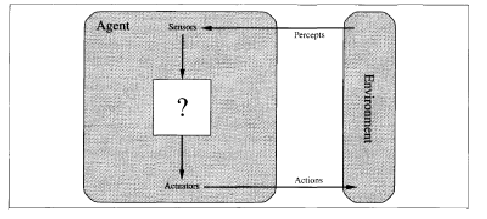 Agent
Sensors
Percepts
?
Environment
Actuators
Actions